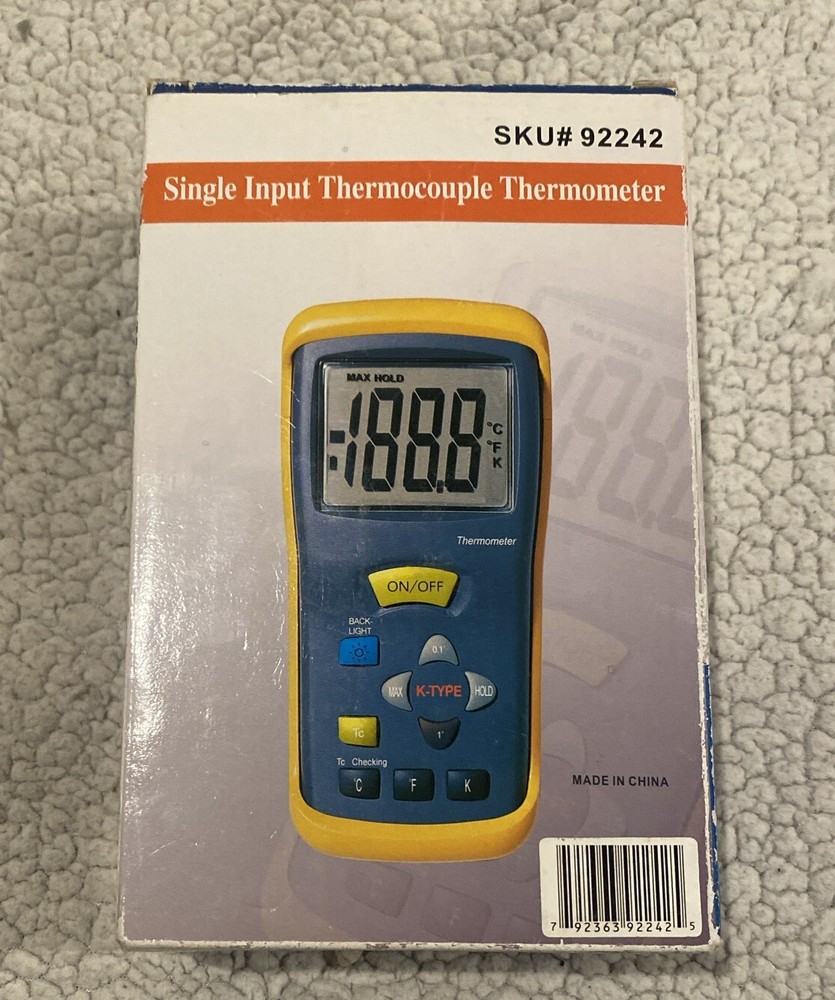 SKU# 92242
Single Input Thermocouple Thermometer
MAX HOLD
-188.8
°C
°F
K
Thermometer
ON/OFF
BACK-
LIGHT
0.1°
MAX K-TYPE HOLD
TC
1°
Tc Checking
°C °F K
MADE IN CHINA
7 92363 92242 5